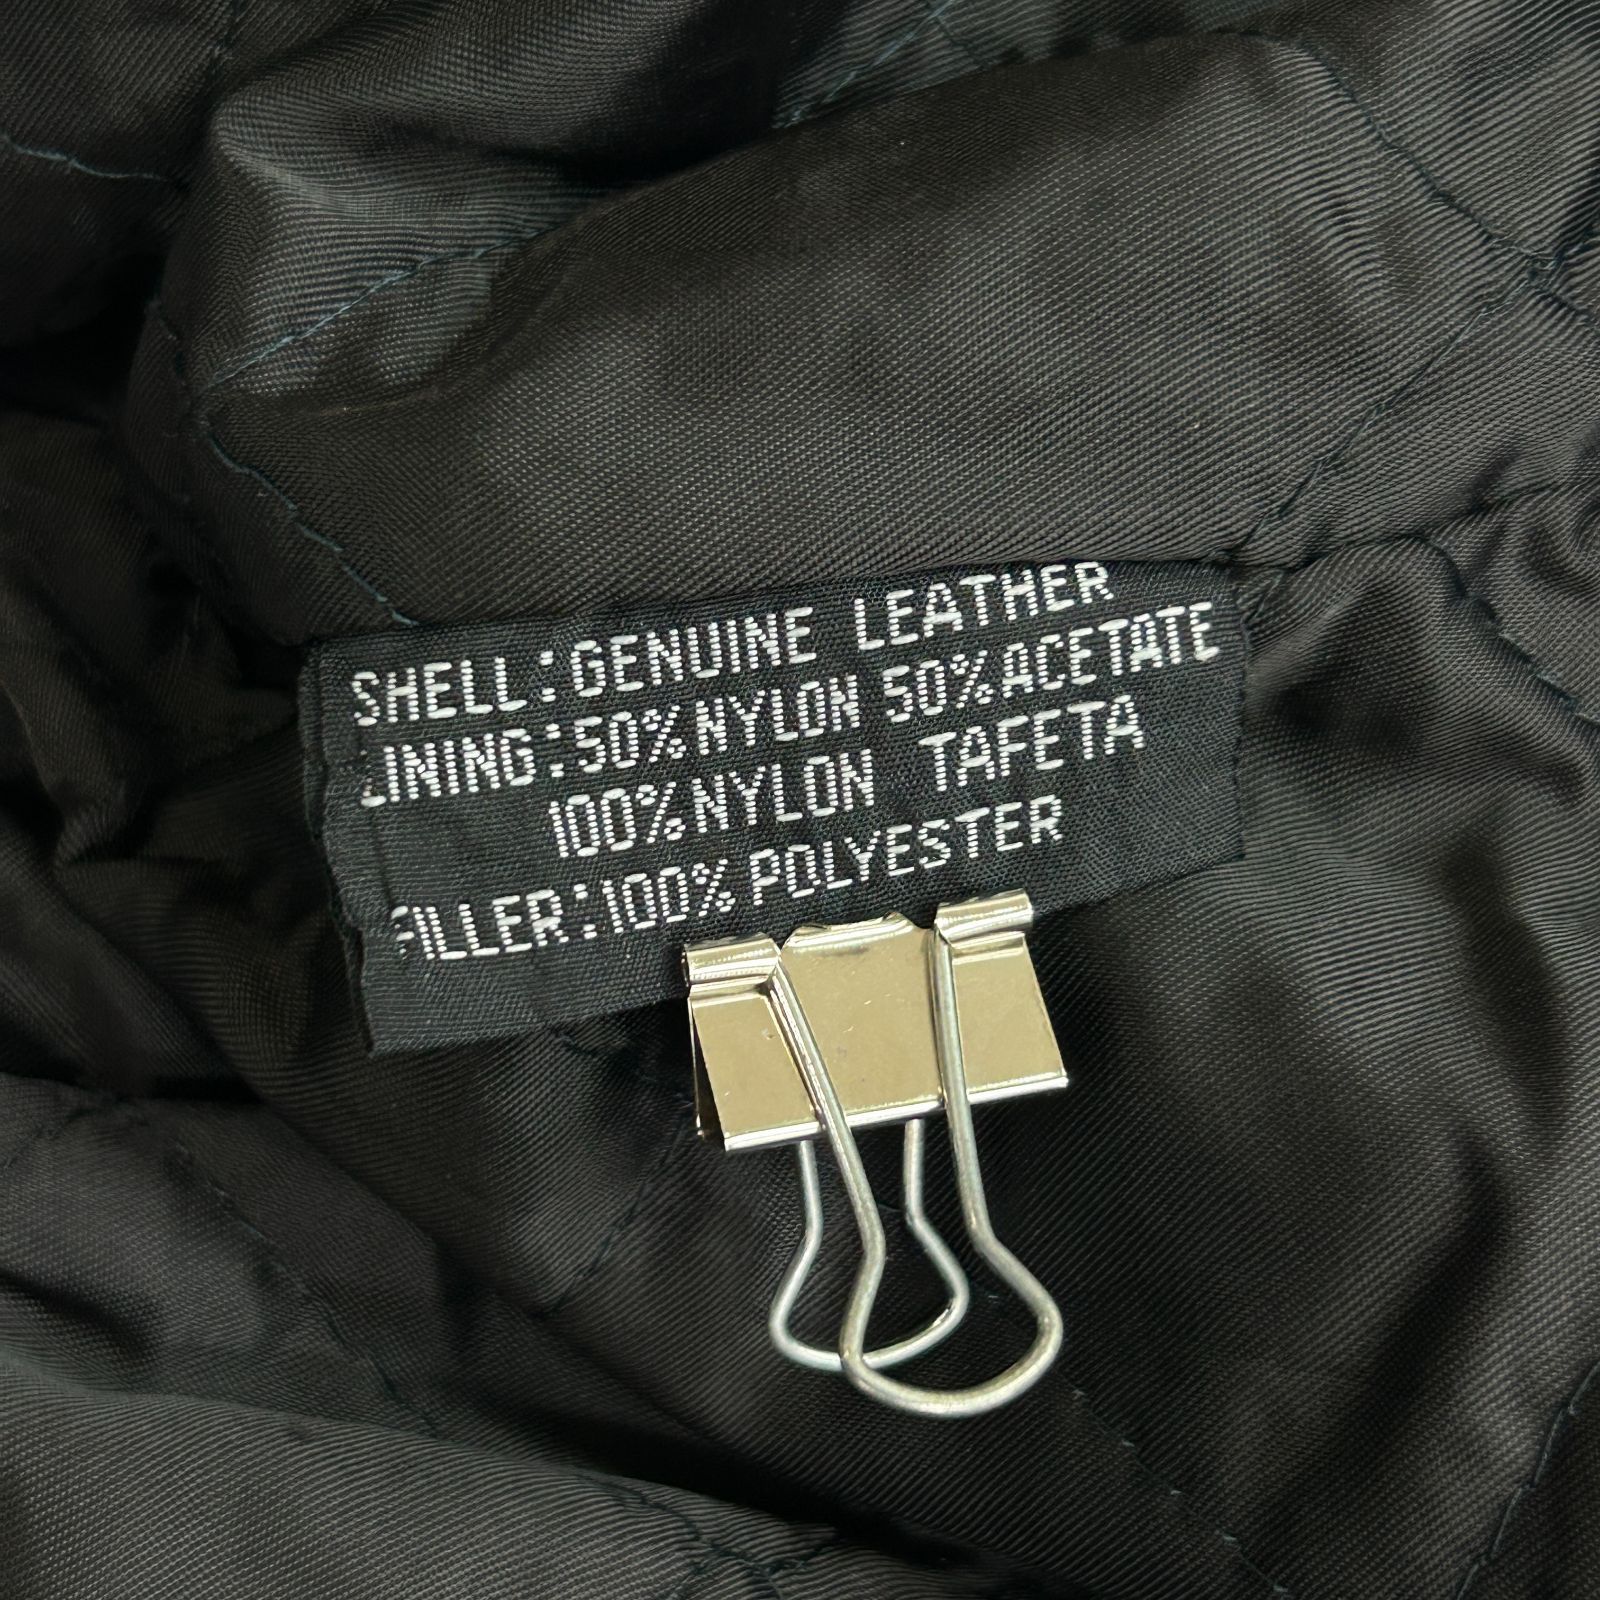 SHELL:GENUINE LEATHER
LINING:50%NYLON 50%ACETATE
100%NYLON TAFETA
FILLER:100%POLYESTER